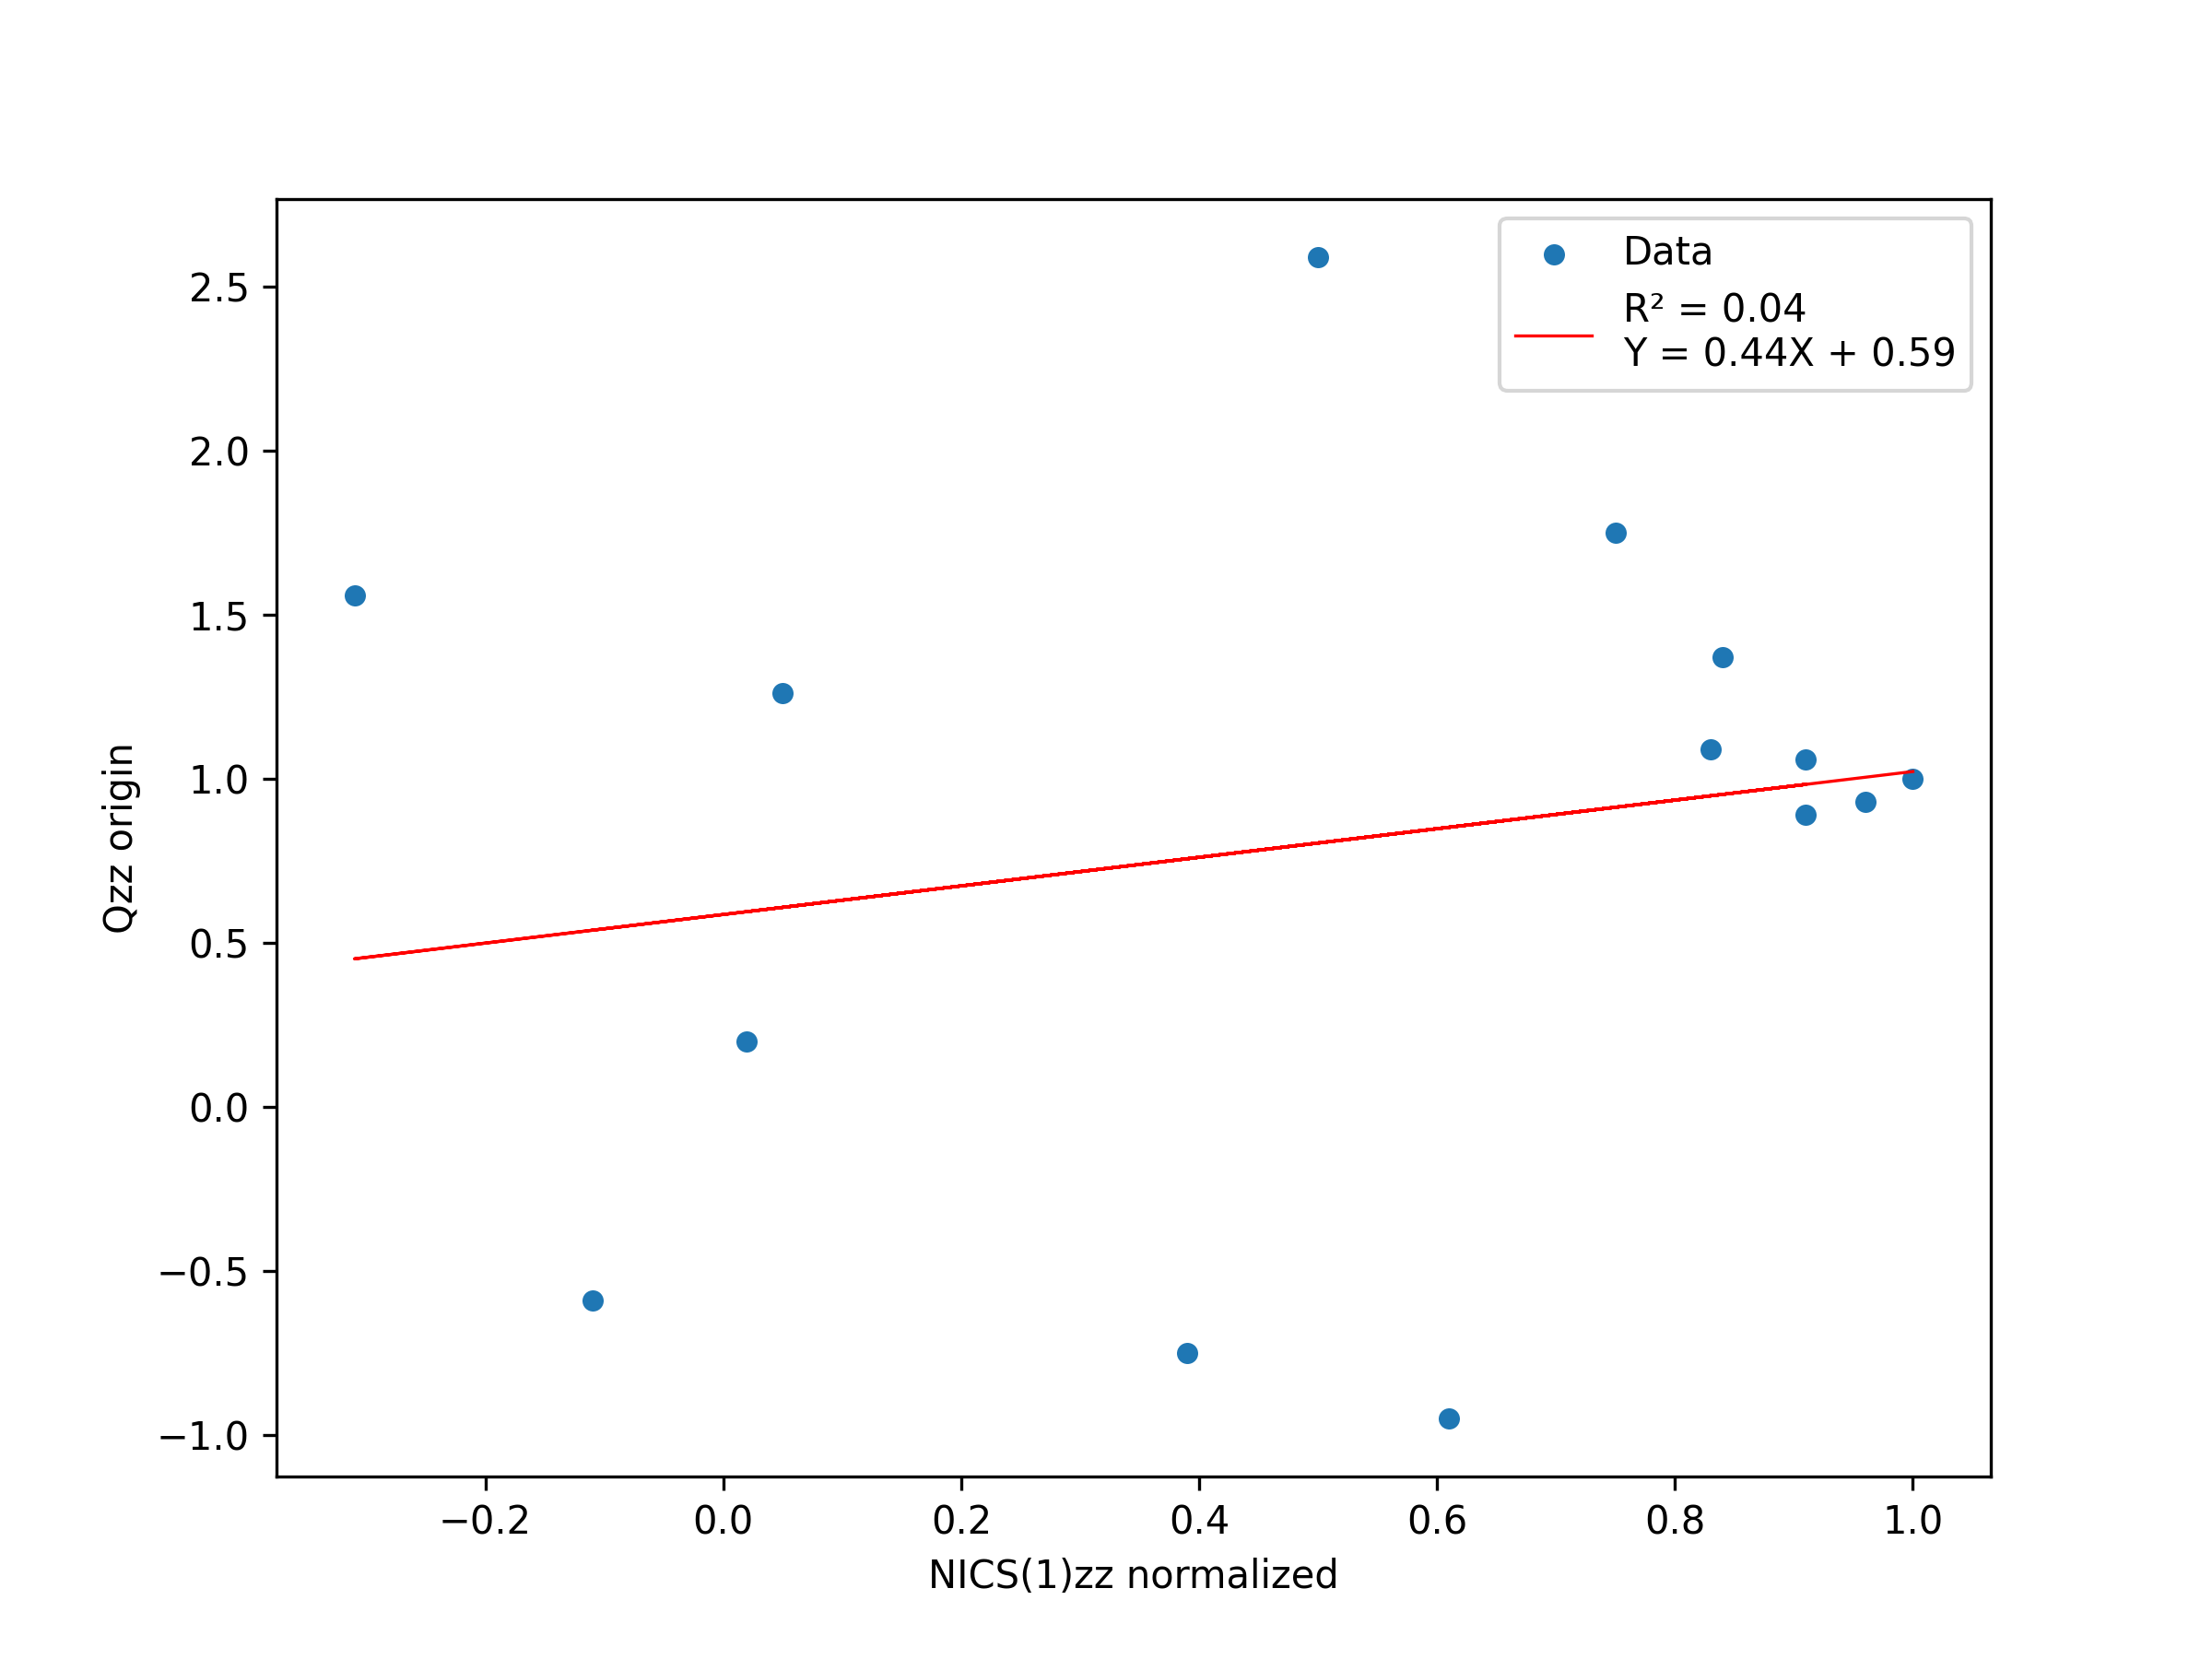 Data
R² = 0.04
Y = 0.44X + 0.59
2.5
2.0
1.5
1.0
0.5
0.0
−0.5
−1.0
Qzz origin
−0.2 0.0 0.2 0.4 0.6 0.8 1.0
NICS(1)zz normalized